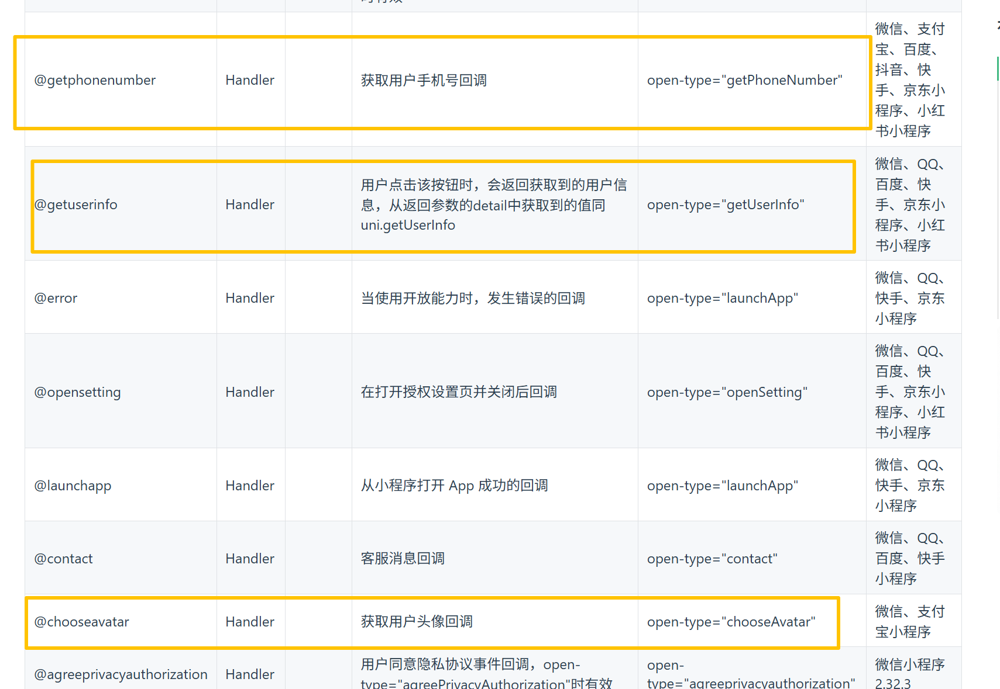 @getphonenumber Handler 获取用户手机号回调 open-type="getPhoneNumber"
微信、支付
宝、百度、
抖音、快
手、京东小
程序、小红
书小程序
@getuserinfo Handler
用户点击该按钮时，会返回获取到的用户信
息，从返回参数的detail中获取到的值同
uni.getUserInfo
open-type="getUserInfo"
微信、QQ、
百度、快
手、京东小
程序、小红
书小程序
@error Handler 当使用开放能力时，发生错误的回调 open-type="launchApp"
微信、QQ、
快手、京东
小程序
@opensetting Handler 在打开授权设置页并关闭后回调 open-type="openSetting"
微信、QQ、
百度、快
手、京东小
程序、小红
书小程序
@launchapp Handler 从小程序打开 App 成功的回调 open-type="launchApp"
微信、QQ、
快手、京东
小程序
@contact Handler 客服消息回调 open-type="contact"
微信、QQ、
百度、快手
小程序
@chooseavatar Handler 获取用户头像回调 open-type="chooseAvatar"
微信、支付
宝小程序
@agreeprivacyauthorization Handler
用户同意隐私协议事件回调，open-
type="agreePrivacyAuthorization"时有效
open-
type="agreeprivacyauthorization"
微信小程序
2.32.3